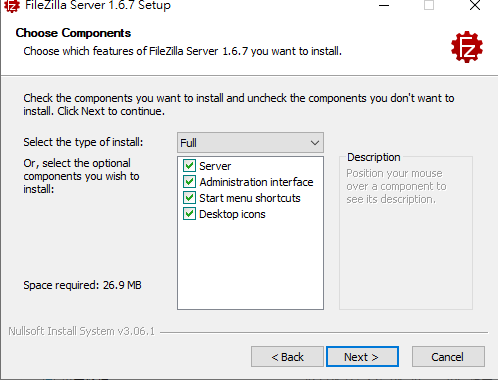 FileZilla Server 1.6.7 Setup
Choose Components
Choose which features of FileZilla Server 1.6.7 you want to install.
Check the components you want to install and uncheck the components you don't want to
install. Click Next to continue.
Select the type of install:
Full
Or, select the optional
components you wish to
install:
Server
Administration interface
Start menu shortcuts
Desktop icons
Description
Position your mouse
over a component to
see its description.
Space required: 26.9 MB
Nullsoft Install System v3.06.1
< Back
Next >
Cancel